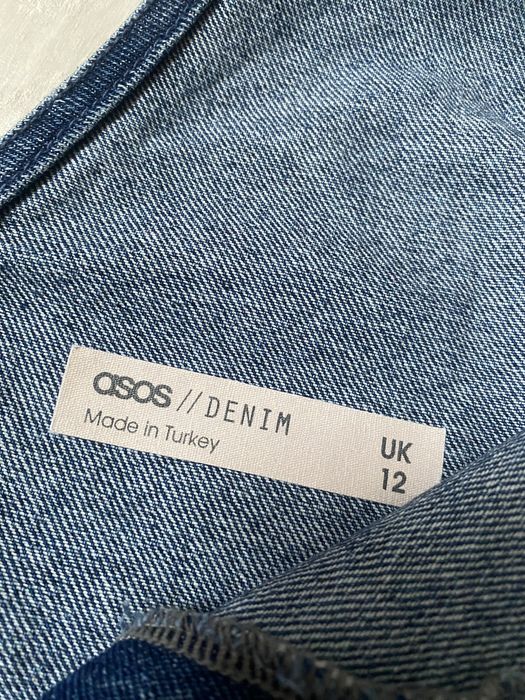 asos // DENIM
Made in Turkey
UK
12